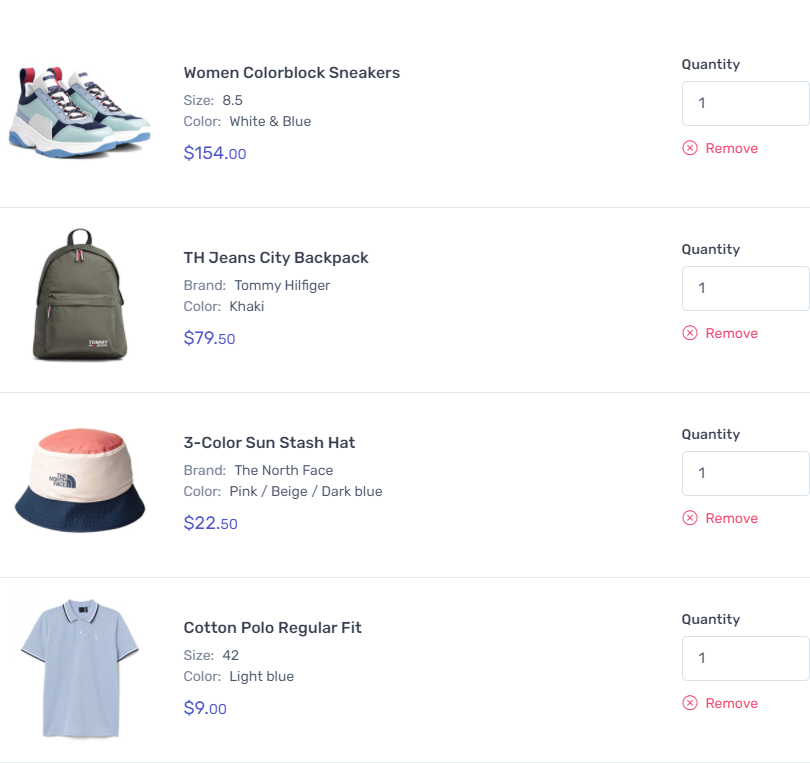 Women Colorblock Sneakers
Size: 8.5
Color: White & Blue
$154.00
Quantity
1
Remove
TH Jeans City Backpack
Brand: Tommy Hilfiger
Color: Khaki
$79.50
Quantity
1
Remove
TOMMY
JEANS
3-Color Sun Stash Hat
Brand: The North Face
Color: Pink / Beige / Dark blue
$22.50
Quantity
1
Remove
THE
NORTH
FACE
Cotton Polo Regular Fit
Size: 42
Color: Light blue
$9.00
Quantity
1
Remove